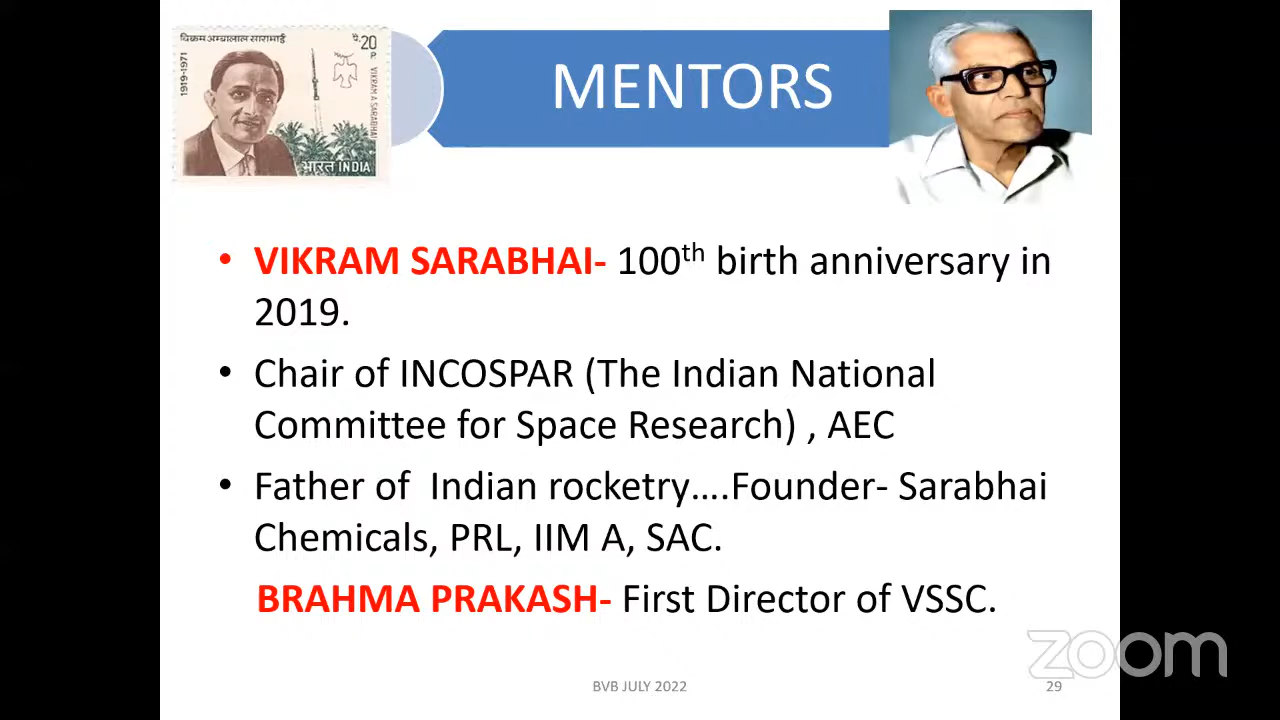 विक्रम अम्बालाल साराभाई
प.20
1919-1971
VIKRAM A SARABHAI
भारत INDIA
MENTORS
• VIKRAM SARABHAI- 100th birth anniversary in
2019.
• Chair of INCOSPAR (The Indian National
Committee for Space Research) , AEC
• Father of Indian rocketry....Founder- Sarabhai
Chemicals, PRL, IIM A, SAC.
BRAHMA PRAKASH- First Director of VSSC.
zoom
BVB JULY 2022
29